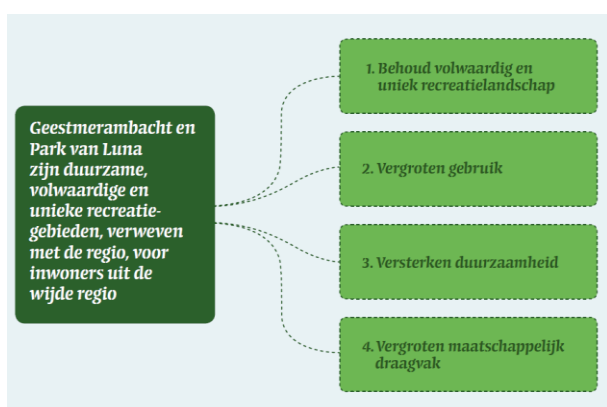 Geestmerambacht en
Park van Luna
zijn duurzame,
volwaardige en
unieke recreatie-
gebieden, verweven
met de regio, voor
inwoners uit de
wijde regio
1. Behoud volwaardig en
uniek recreatielandschap
2. Vergroten gebruik
3. Versterken duurzaamheid
4. Vergroten maatschappelijk
draagvak